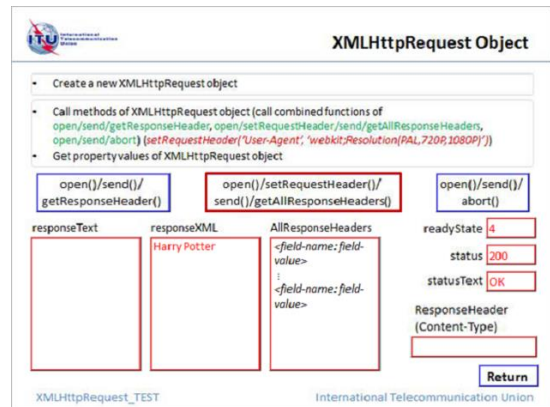 ITU International
Telecommunication
Union
XMLHttpRequest Object
• Create a new XMLHttpRequest object
• Call methods of XMLHttpRequest object (call combined functions of
open/send/getResponseHeader, open/setRequestHeader/send/getAllResponseHeaders,
open/send/abort) (setRequestHeader('User-Agent', 'webkit;Resolution(PAL,720P,1080P)'))
• Get property values of XMLHttpRequest object
open()/send()/
getResponseHeader()
open()/setRequestHeader()/
send()/getAllResponseHeaders()
open()/send()/
abort()
responseText
responseXML
Harry Potter
AllResponseHeaders
<field-name: field-
value>
⋮
<field-name: field-
value>
readyState 4
status 200
statusText OK
ResponseHeader
(Content-Type)
Return
XMLHttpRequest_TEST
International Telecommunication Union